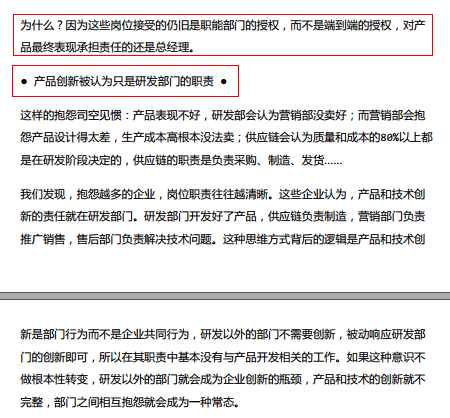 为什么？因为这些岗位接受的仍旧是职能部门的授权，而不是端到端的授权，对产
品最终表现承担责任的还是总经理。
● 产品创新被认为只是研发部门的职责 ●
这样的抱怨司空见惯：产品表现不好，研发部会认为营销部没卖好；而营销部会抱
怨产品设计得太差，生产成本高根本没法卖；供应链会认为质量和成本的80%以上都
是在研发阶段决定的，供应链的职责是负责采购、制造、发货……
我们发现，抱怨越多的企业，岗位职责往往越清晰。这些企业认为，产品和技术创
新的责任就在研发部门。研发部门开发好了产品，供应链负责制造，营销部门负责
推广销售，售后部门负责解决技术问题。这种思维方式背后的逻辑是产品和技术创
新是部门行为而不是企业共同行为，研发以外的部门不需要创新，被动响应研发部
门的创新即可，所以在其职责中基本没有与产品开发相关的工作。如果这种意识不
做根本性转变，研发以外的部门就会成为企业创新的瓶颈，产品和技术的创新就不
完整，部门之间相互抱怨就会成为一种常态。